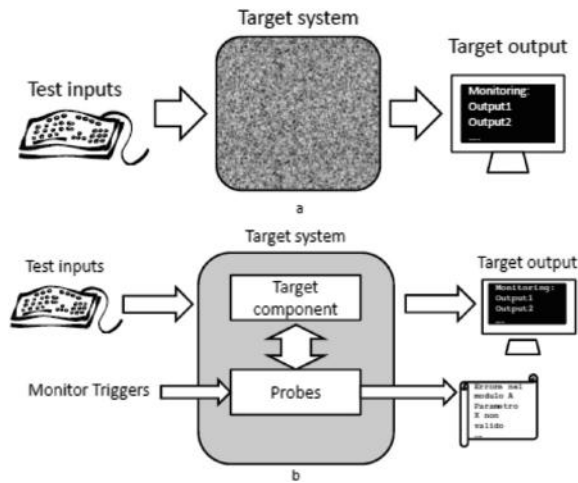 Target system
Test inputs
Target output
Monitoring:
Output1
Output2
...
a
Target system
Test inputs
Target output
Target
component
Monitoring:
Output1
Output2
...
Monitor Triggers
Probes
Errore nel
modulo A
Parametro
X non
valido
...
b